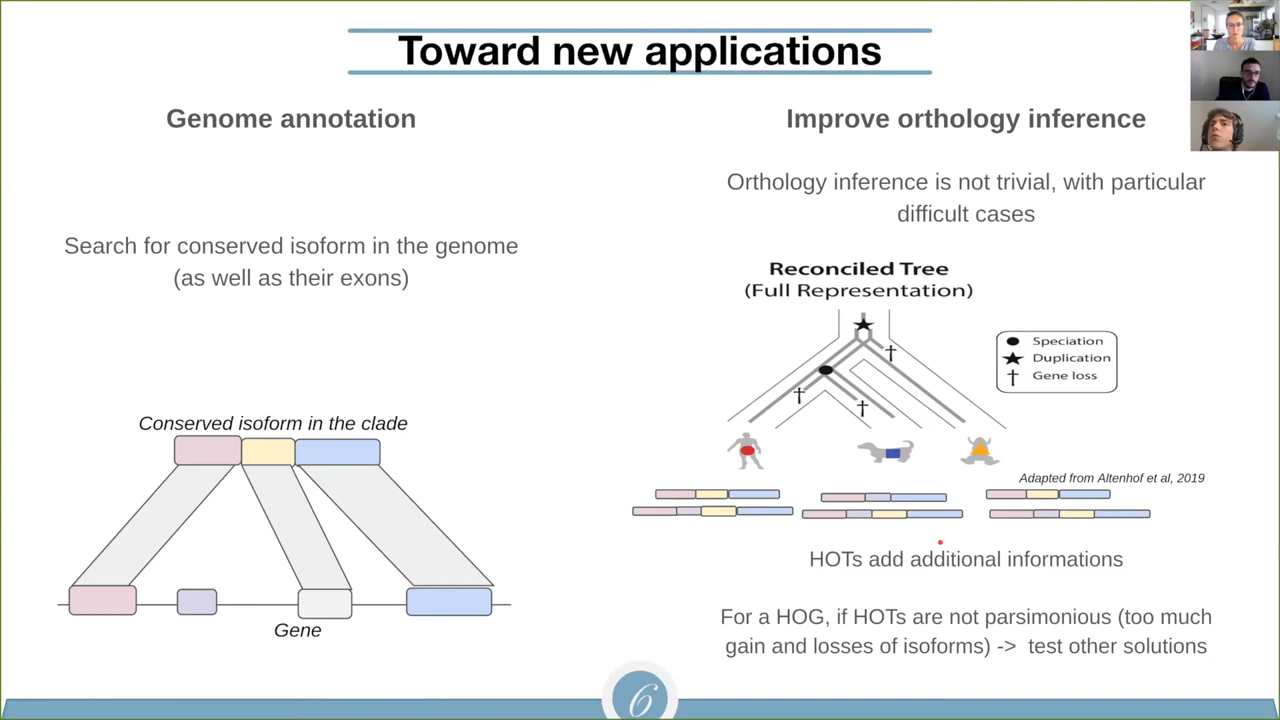 Toward new applications
Genome annotation
Search for conserved isoform in the genome
(as well as their exons)
Conserved isoform in the clade
Gene
Improve orthology inference
Orthology inference is not trivial, with particular
difficult cases
Reconciled Tree
(Full Representation)
Speciation
Duplication
Gene loss
Adapted from Altenhof et al, 2019
HOTs add additional informations
For a HOG, if HOTs are not parsimonious (too much
gain and losses of isoforms) -> test other solutions
6